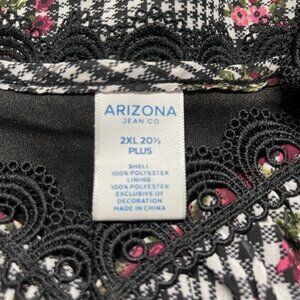 ARIZONA
JEAN CO
2XL 20½
PLUS
SHELL
100% POLYESTER
LINING:
100% POLYESTER
EXCLUSIVE OF
DECORATION
MADE IN CHINA